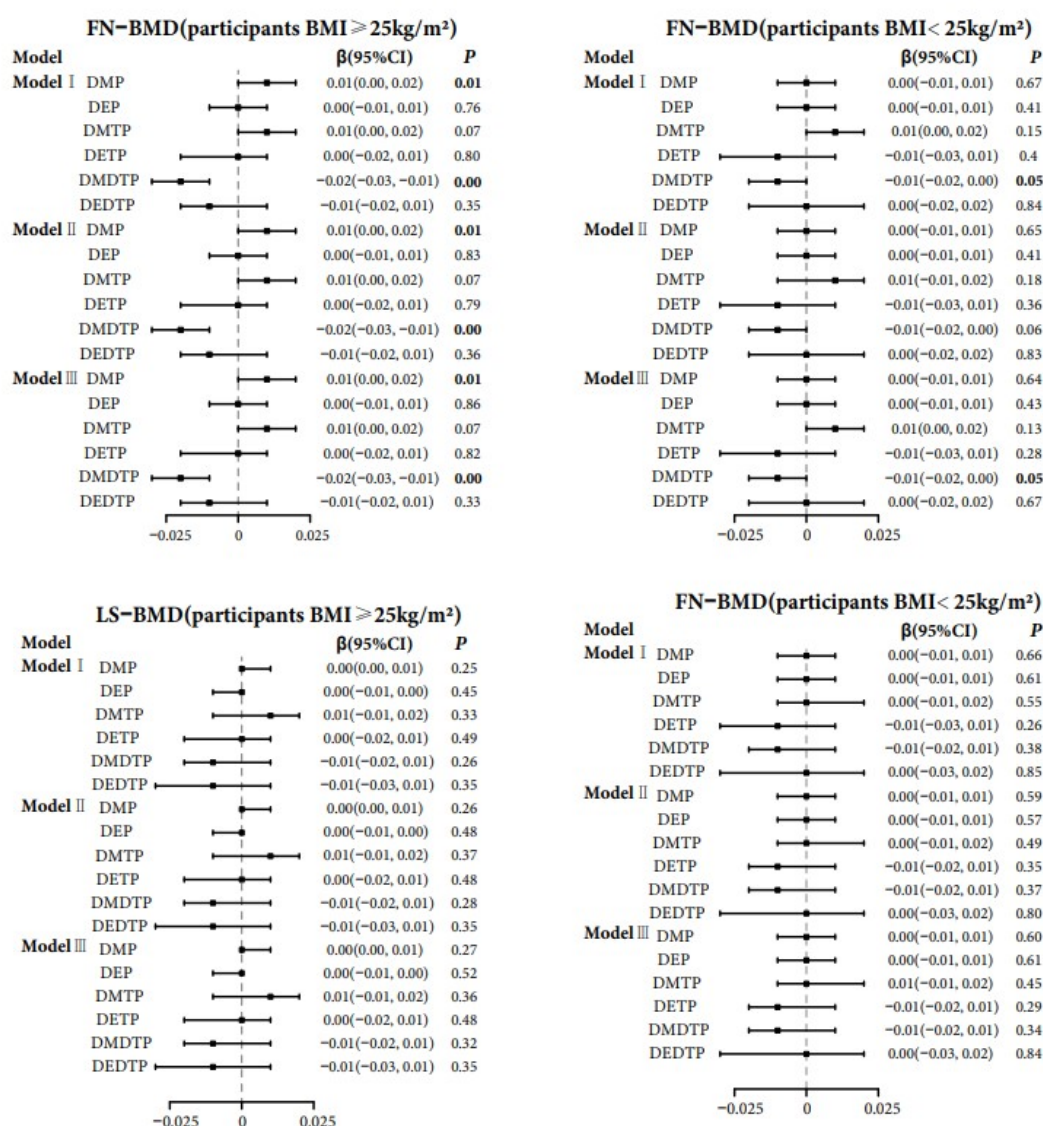 FN−BMD(participants BMI ⩾ 25kg/m²)
Model β(95%CI) P
Model Ⅰ DMP 0.01(0.00, 0.02) 0.01
DEP 0.00(−0.01, 0.01) 0.76
DMTP 0.01(0.00, 0.02) 0.07
DETP 0.00(−0.02, 0.01) 0.80
DMDTP −0.02(−0.03, −0.01) 0.00
DEDTP −0.01(−0.02, 0.01) 0.35
Model Ⅱ DMP 0.01(0.00, 0.02) 0.01
DEP 0.00(−0.01, 0.01) 0.83
DMTP 0.01(0.00, 0.02) 0.07
DETP 0.00(−0.02, 0.01) 0.79
DMDTP −0.02(−0.03, −0.01) 0.00
DEDTP −0.01(−0.02, 0.01) 0.36
Model Ⅲ DMP 0.01(0.00, 0.02) 0.01
DEP 0.00(−0.01, 0.01) 0.86
DMTP 0.01(0.00, 0.02) 0.07
DETP 0.00(−0.02, 0.01) 0.82
DMDTP −0.02(−0.03, −0.01) 0.00
DEDTP −0.01(−0.02, 0.01) 0.33
−0.025 0 0.025
FN−BMD(participants BMI< 25kg/m²)
Model β(95%CI) P
Model Ⅰ DMP 0.00(−0.01, 0.01) 0.67
DEP 0.00(−0.01, 0.01) 0.41
DMTP 0.01(0.00, 0.02) 0.15
DETP −0.01(−0.03, 0.01) 0.4
DMDTP −0.01(−0.02, 0.00) 0.05
DEDTP 0.00(−0.02, 0.02) 0.84
Model Ⅱ DMP 0.00(−0.01, 0.01) 0.65
DEP 0.00(−0.01, 0.01) 0.41
DMTP 0.01(−0.01, 0.02) 0.18
DETP −0.01(−0.03, 0.01) 0.36
DMDTP −0.01(−0.02, 0.00) 0.06
DEDTP 0.00(−0.02, 0.02) 0.83
Model Ⅲ DMP 0.00(−0.01, 0.01) 0.64
DEP 0.00(−0.01, 0.01) 0.43
DMTP 0.01(0.00, 0.02) 0.13
DETP −0.01(−0.03, 0.01) 0.28
DMDTP −0.01(−0.02, 0.00) 0.05
DEDTP 0.00(−0.02, 0.02) 0.67
−0.025 0 0.025
LS−BMD(participants BMI ⩾ 25kg/m²)
Model β(95%CI) P
Model Ⅰ DMP 0.00(0.00, 0.01) 0.25
DEP 0.00(−0.01, 0.00) 0.45
DMTP 0.01(−0.01, 0.02) 0.33
DETP 0.00(−0.02, 0.01) 0.49
DMDTP −0.01(−0.02, 0.01) 0.26
DEDTP −0.01(−0.03, 0.01) 0.35
Model Ⅱ DMP 0.00(0.00, 0.01) 0.26
DEP 0.00(−0.01, 0.00) 0.48
DMTP 0.01(−0.01, 0.02) 0.37
DETP 0.00(−0.02, 0.01) 0.48
DMDTP −0.01(−0.02, 0.01) 0.28
DEDTP −0.01(−0.03, 0.01) 0.35
Model Ⅲ DMP 0.00(0.00, 0.01) 0.27
DEP 0.00(−0.01, 0.00) 0.52
DMTP 0.01(−0.01, 0.02) 0.36
DETP 0.00(−0.02, 0.01) 0.48
DMDTP −0.01(−0.02, 0.01) 0.32
DEDTP −0.01(−0.03, 0.01) 0.35
−0.025 0 0.025
FN−BMD(participants BMI< 25kg/m²)
Model β(95%CI) P
Model Ⅰ DMP 0.00(−0.01, 0.01) 0.66
DEP 0.00(−0.01, 0.01) 0.61
DMTP 0.00(−0.01, 0.02) 0.55
DETP −0.01(−0.03, 0.01) 0.26
DMDTP −0.01(−0.02, 0.01) 0.38
DEDTP 0.00(−0.03, 0.02) 0.85
Model Ⅱ DMP 0.00(−0.01, 0.01) 0.59
DEP 0.00(−0.01, 0.01) 0.57
DMTP 0.00(−0.01, 0.02) 0.49
DETP −0.01(−0.02, 0.01) 0.35
DMDTP −0.01(−0.02, 0.01) 0.37
DEDTP 0.00(−0.03, 0.02) 0.80
Model Ⅲ DMP 0.00(−0.01, 0.01) 0.60
DEP 0.00(−0.01, 0.01) 0.61
DMTP 0.01(−0.01, 0.02) 0.45
DETP −0.01(−0.02, 0.01) 0.29
DMDTP −0.01(−0.02, 0.01) 0.34
DEDTP 0.00(−0.03, 0.02) 0.84
−0.025 0 0.025